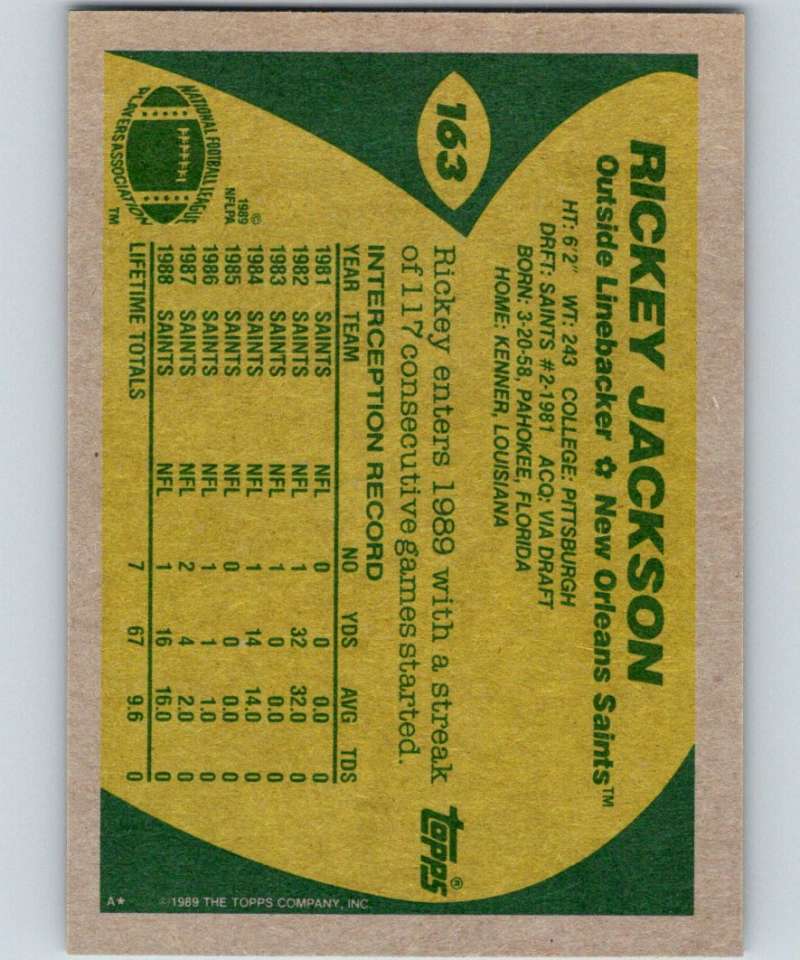 163
RICKEY JACKSON
Outside Linebacker ✿ New Orleans Saints™
HT: 6'2" WT: 243 COLLEGE: PITTSBURGH
DRFT: SAINTS #2-1981 ACQ: VIA DRAFT
BORN: 3-20-58, PAHOKEE, FLORIDA
HOME: KENNER, LOUISIANA
Rickey enters 1989 with a streak
of 117 consecutive games started.
INTERCEPTION RECORD
YEAR TEAM NO YDS AVG TDS
1981 SAINTS NFL 0 0 0.0 0
1982 SAINTS NFL 1 32 32.0 0
1983 SAINTS NFL 1 0 0.0 0
1984 SAINTS NFL 1 14 14.0 0
1985 SAINTS NFL 0 0 0.0 0
1986 SAINTS NFL 1 1 1.0 0
1987 SAINTS NFL 2 4 2.0 0
1988 SAINTS NFL 1 16 16.0 0
LIFETIME TOTALS 7 67 9.6 0
NATIONAL FOOTBALL LEAGUE
PLAYERS ASSOCIATION
TM
©
1989
NFLPA
topps®
A* ©1989 THE TOPPS COMPANY, INC.